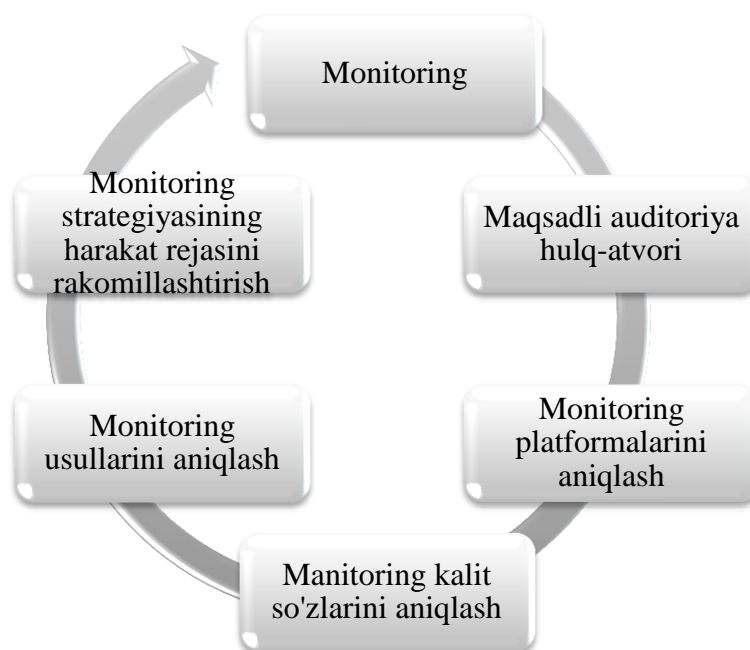 Monitoring
Maqsadli auditoriya
hulq-atvori
Monitoring
platformalarini
aniqlash
Manitoring kalit
so'zlarini aniqlash
Monitoring
usullarini aniqlash
Monitoring
strategiyasining
harakat rejasini
rakomillashtirish